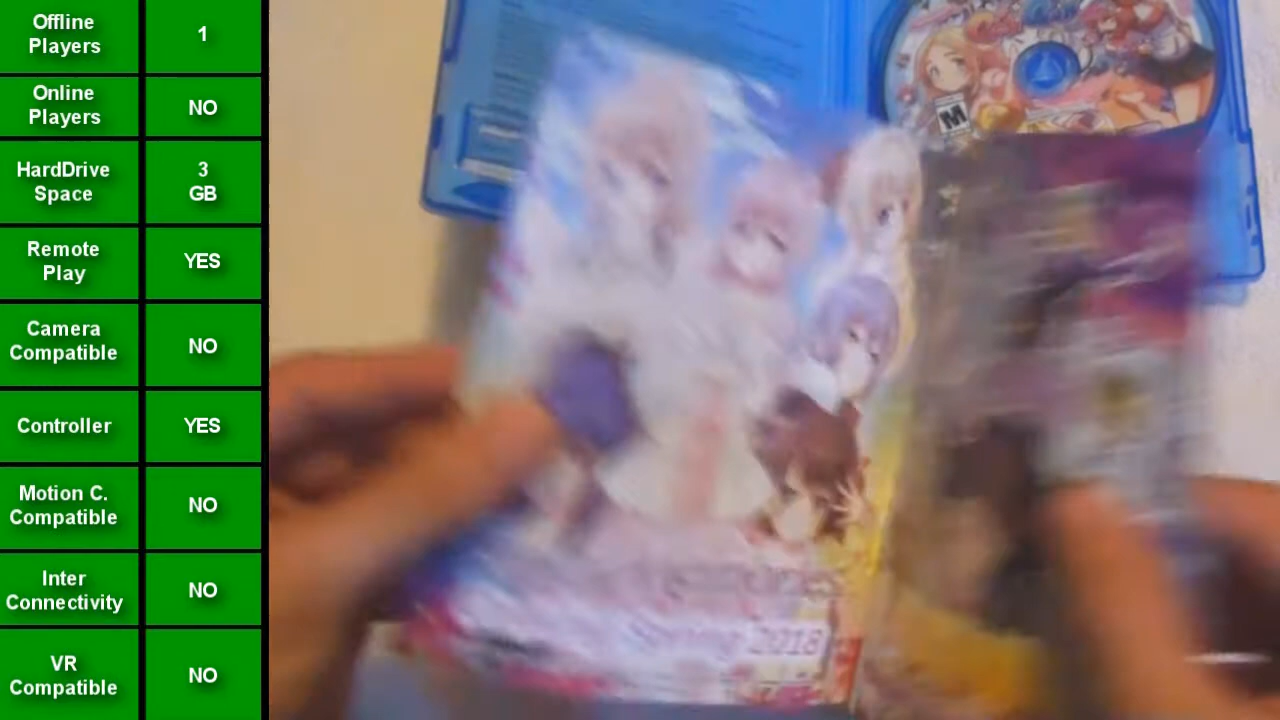 Offline
Players
1
Online
Players
NO
HardDrive
Space
3
GB
Remote
Play
YES
Camera
Compatible
NO
Controller
YES
Motion C.
Compatible
NO
Inter
Connectivity
NO
VR
Compatible
NO
M
Spring 2018